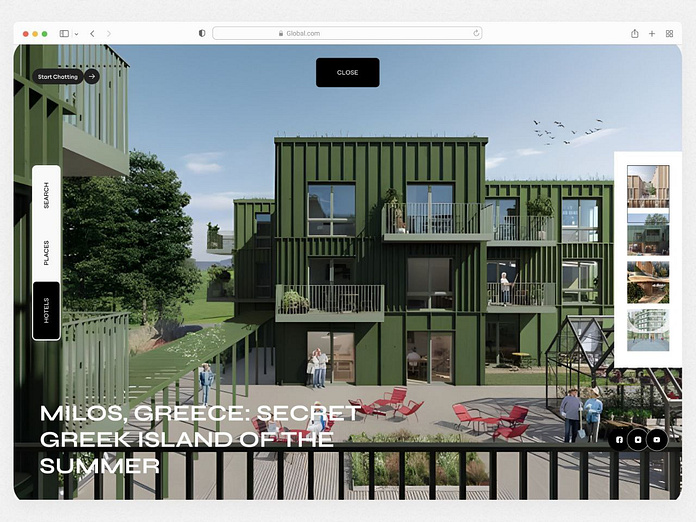 Global.com
Start Chatting
CLOSE
SEARCH
PLACES
HOTELS
MILOS, GREECE: SECRET
GREEK ISLAND OF THE
SUMMER